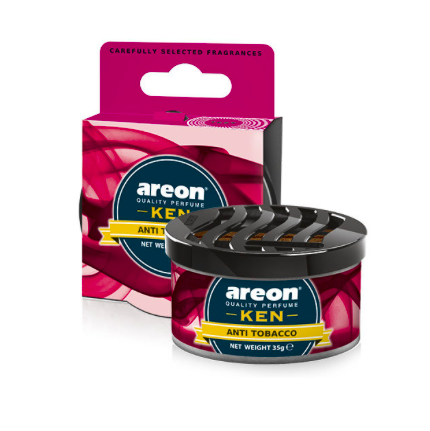 CAREFULLY SELECTED FRAGRANCES
areon®
QUALITY PERFUME
KEN
ANTI T
NET WE
areon®
QUALITY PERFUME
KEN
ANTI TOBACCO
NET WEIGHT 35g ℮